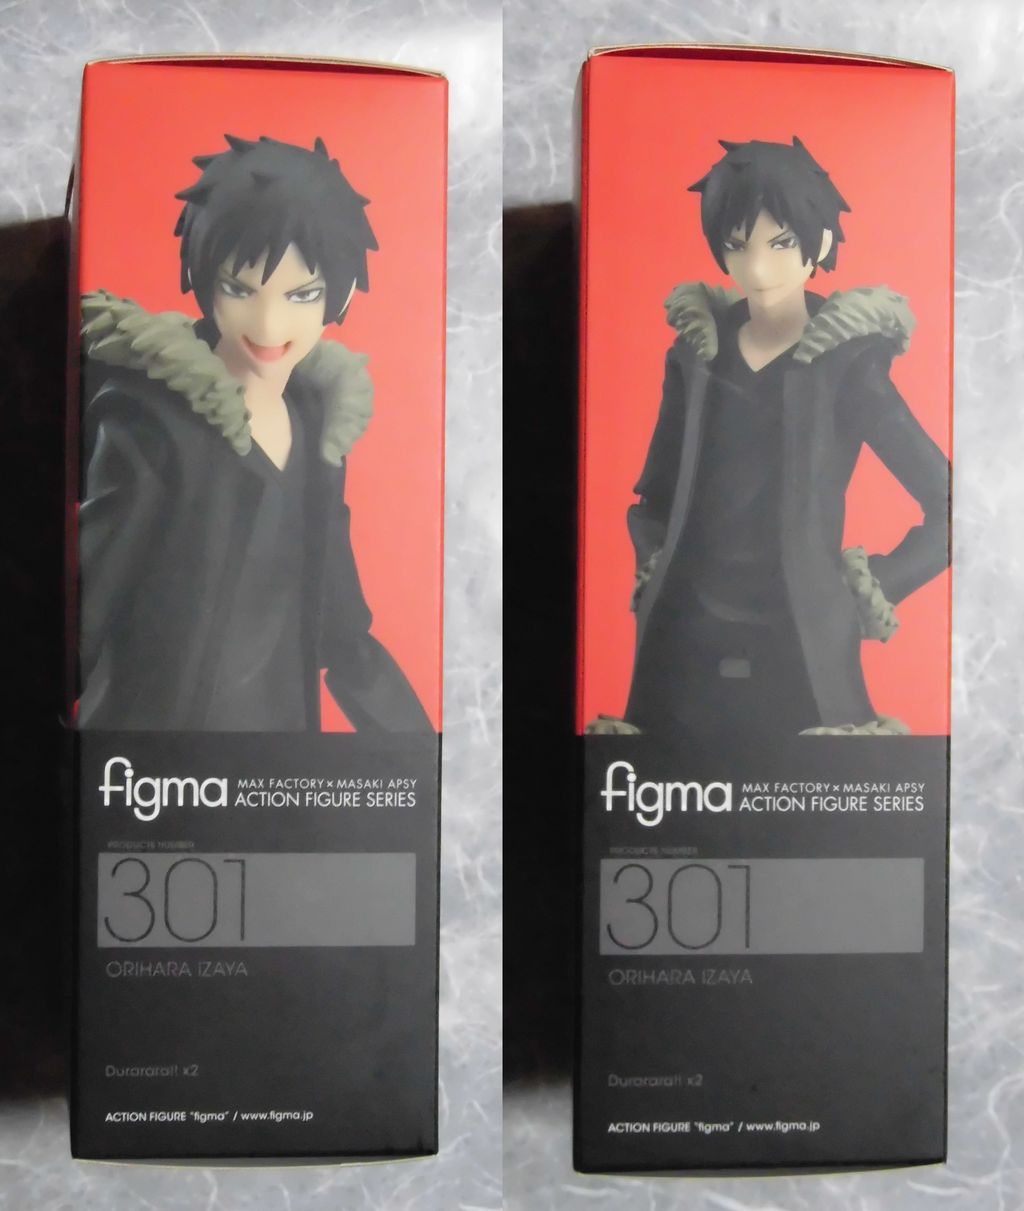 figma
MAX FACTORY×MASAKI APSY
ACTION FIGURE SERIES
PRODUCTS NUMBER
301
ORIHARA IZAYA
Durarara!! x2
ACTION FIGURE "figma" / www.figma.jp
figma
MAX FACTORY×MASAKI APSY
ACTION FIGURE SERIES
PRODUCTS NUMBER
301
ORIHARA IZAYA
Durarara!! x2
ACTION FIGURE "figma" / www.figma.jp